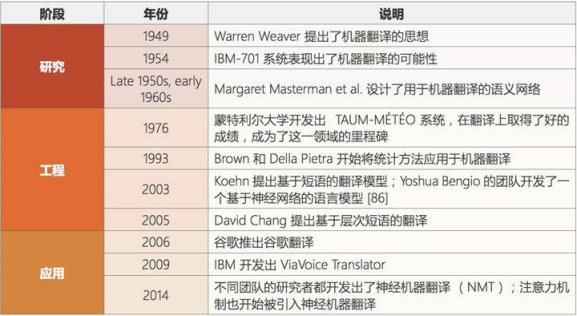 阶段 年份 说明
研究
1949 Warren Weaver 提出了机器翻译的思想
1954 IBM-701 系统表现出了机器翻译的可能性
Late 1950s, early
1960s
Margaret Masterman et al. 设计了用于机器翻译的语义网络
工程
1976
蒙特利尔大学开发出 TAUM-MÉTÉO 系统，在翻译上取得了好的
成绩，成为了这一领域的里程碑
1993 Brown 和 Della Pietra 开始将统计方法应用于机器翻译
2003
Koehn 提出基于短语的翻译模型；Yoshua Bengio 的团队开发了一
个基于神经网络的语言模型 [86]
2005 David Chang 提出基于层次短语的翻译
应用
2006 谷歌推出谷歌翻译
2009 IBM 开发出 ViaVoice Translator
2014
不同团队的研究者都开发出了神经机器翻译（NMT）；注意力机
制也开始被引入神经机器翻译